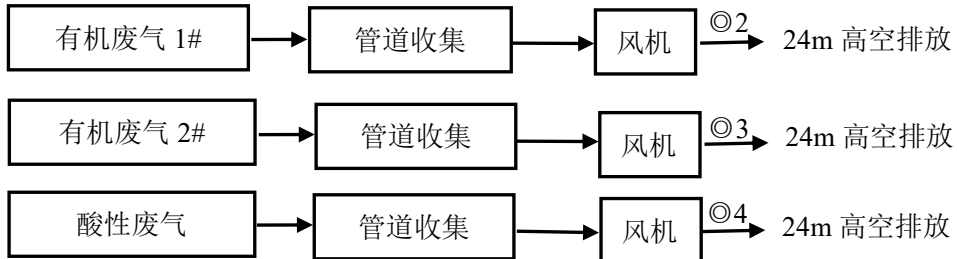 有机废气 1# 管道收集 风机 ◎2 24m 高空排放
有机废气 2# 管道收集 风机 ◎3 24m 高空排放
酸性废气 管道收集 风机 ◎4 24m 高空排放